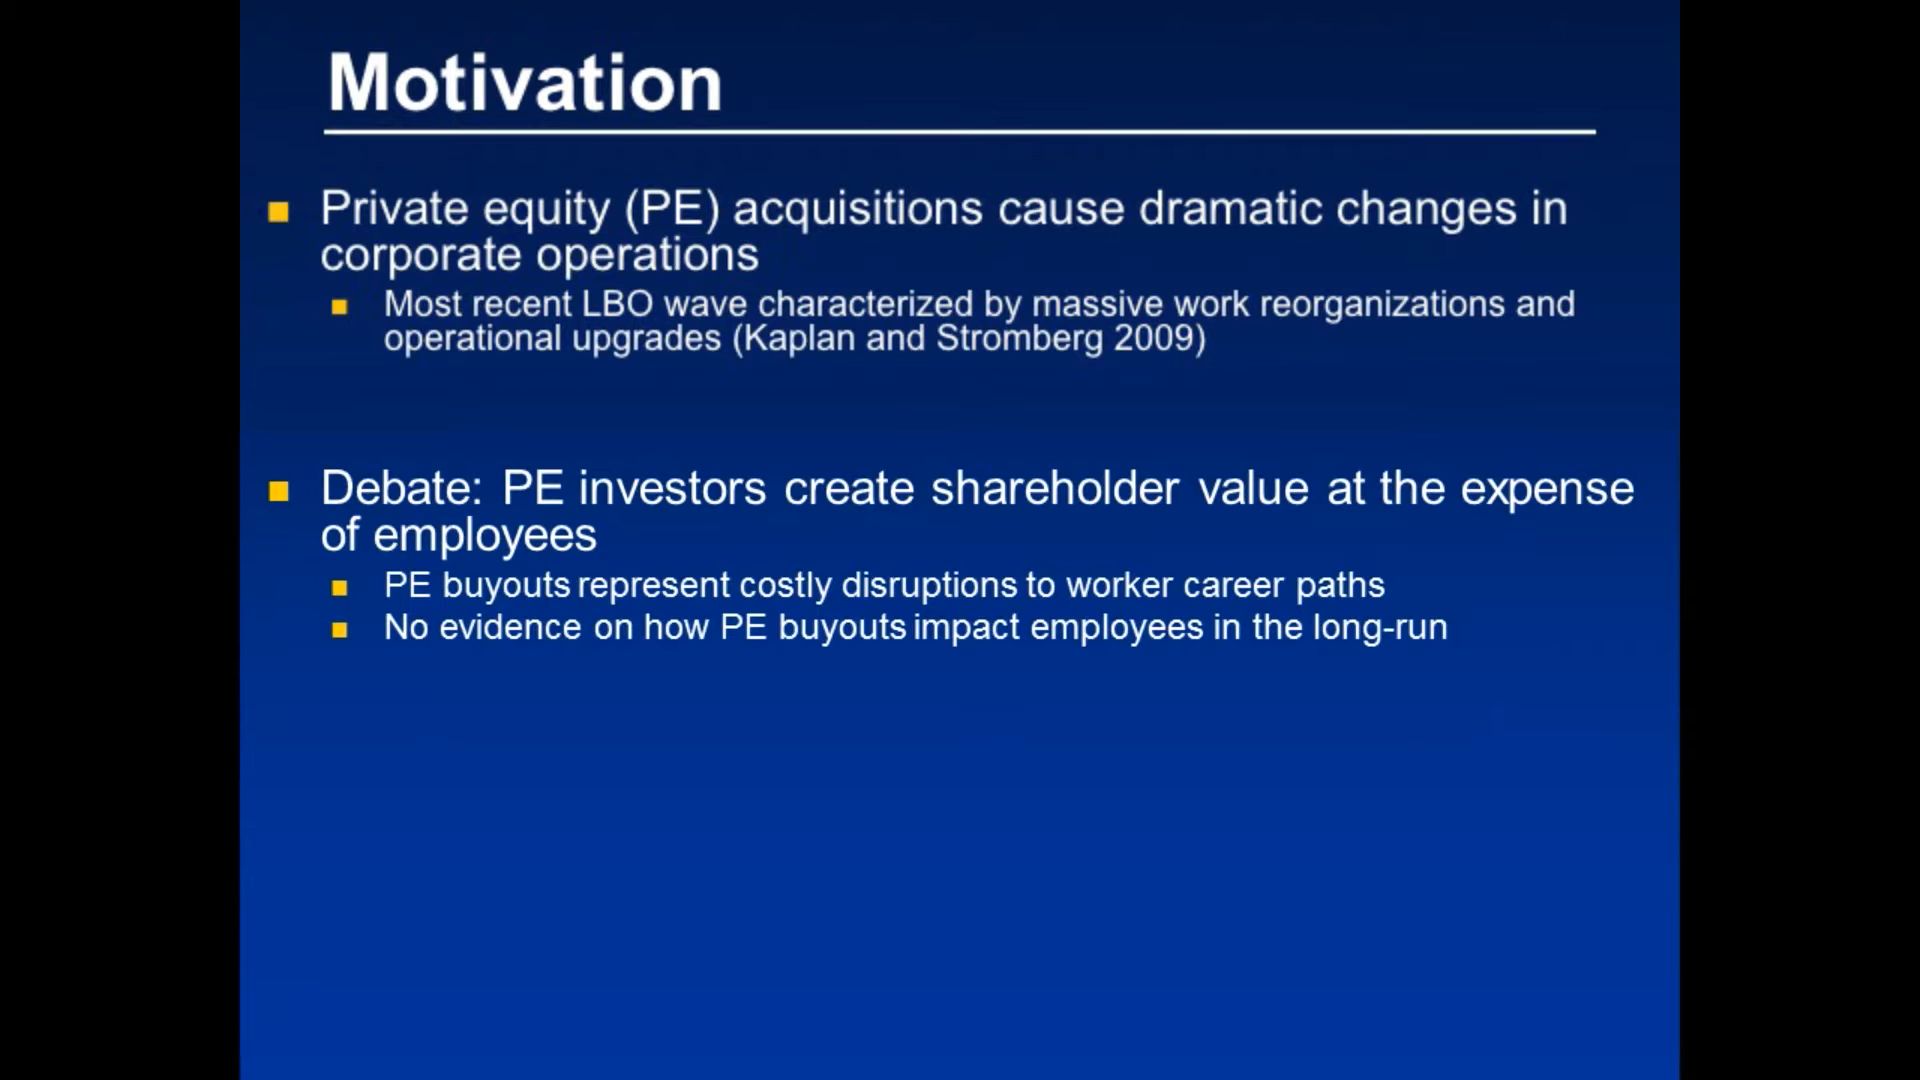 Motivation
Private equity (PE) acquisitions cause dramatic changes in
corporate operations
Most recent LBO wave characterized by massive work reorganizations and
operational upgrades (Kaplan and Stromberg 2009)
Debate: PE investors create shareholder value at the expense
of employees
PE buyouts represent costly disruptions to worker career paths
No evidence on how PE buyouts impact employees in the long-run